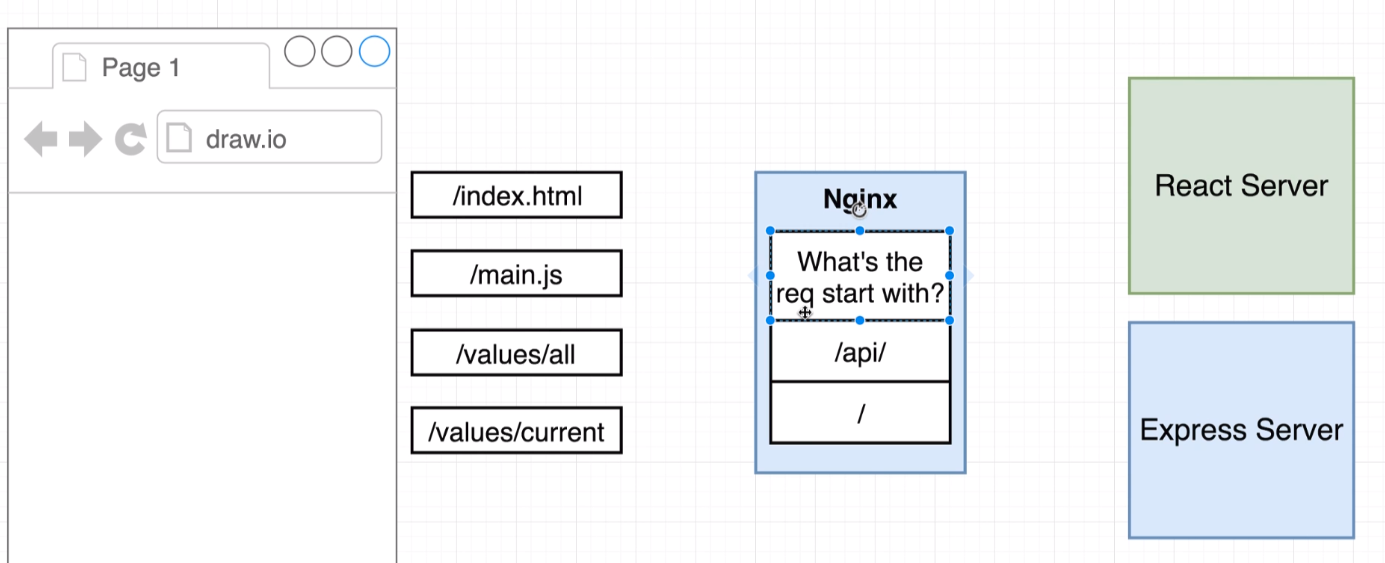 Page 1
draw.io
/index.html
/main.js
/values/all
/values/current
Nginx
What's the
req start with?
/api/
/
React Server
Express Server